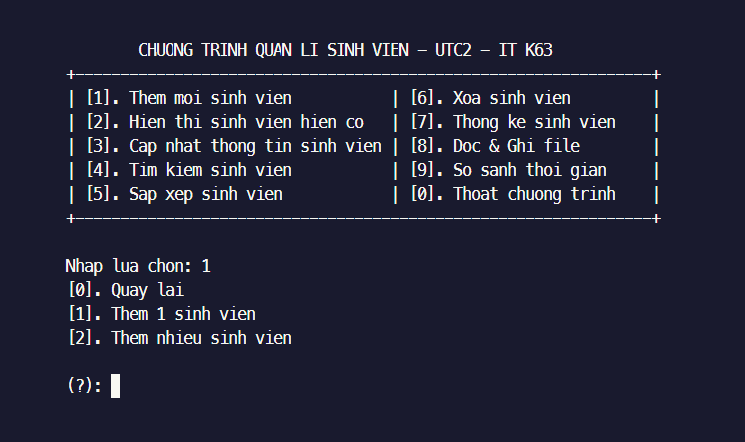 CHUONG TRINH QUAN LI SINH VIEN – UTC2 – IT K63
+----------------------------------------------------------------+
| [1]. Them moi sinh vien | [6]. Xoa sinh vien |
| [2]. Hien thi sinh vien hien co | [7]. Thong ke sinh vien |
| [3]. Cap nhat thong tin sinh vien | [8]. Doc & Ghi file |
| [4]. Tim kiem sinh vien | [9]. So sanh thoi gian |
| [5]. Sap xep sinh vien | [0]. Thoat chuong trinh |
+----------------------------------------------------------------+
Nhap lua chon: 1
[0]. Quay lai
[1]. Them 1 sinh vien
[2]. Them nhieu sinh vien
(?):